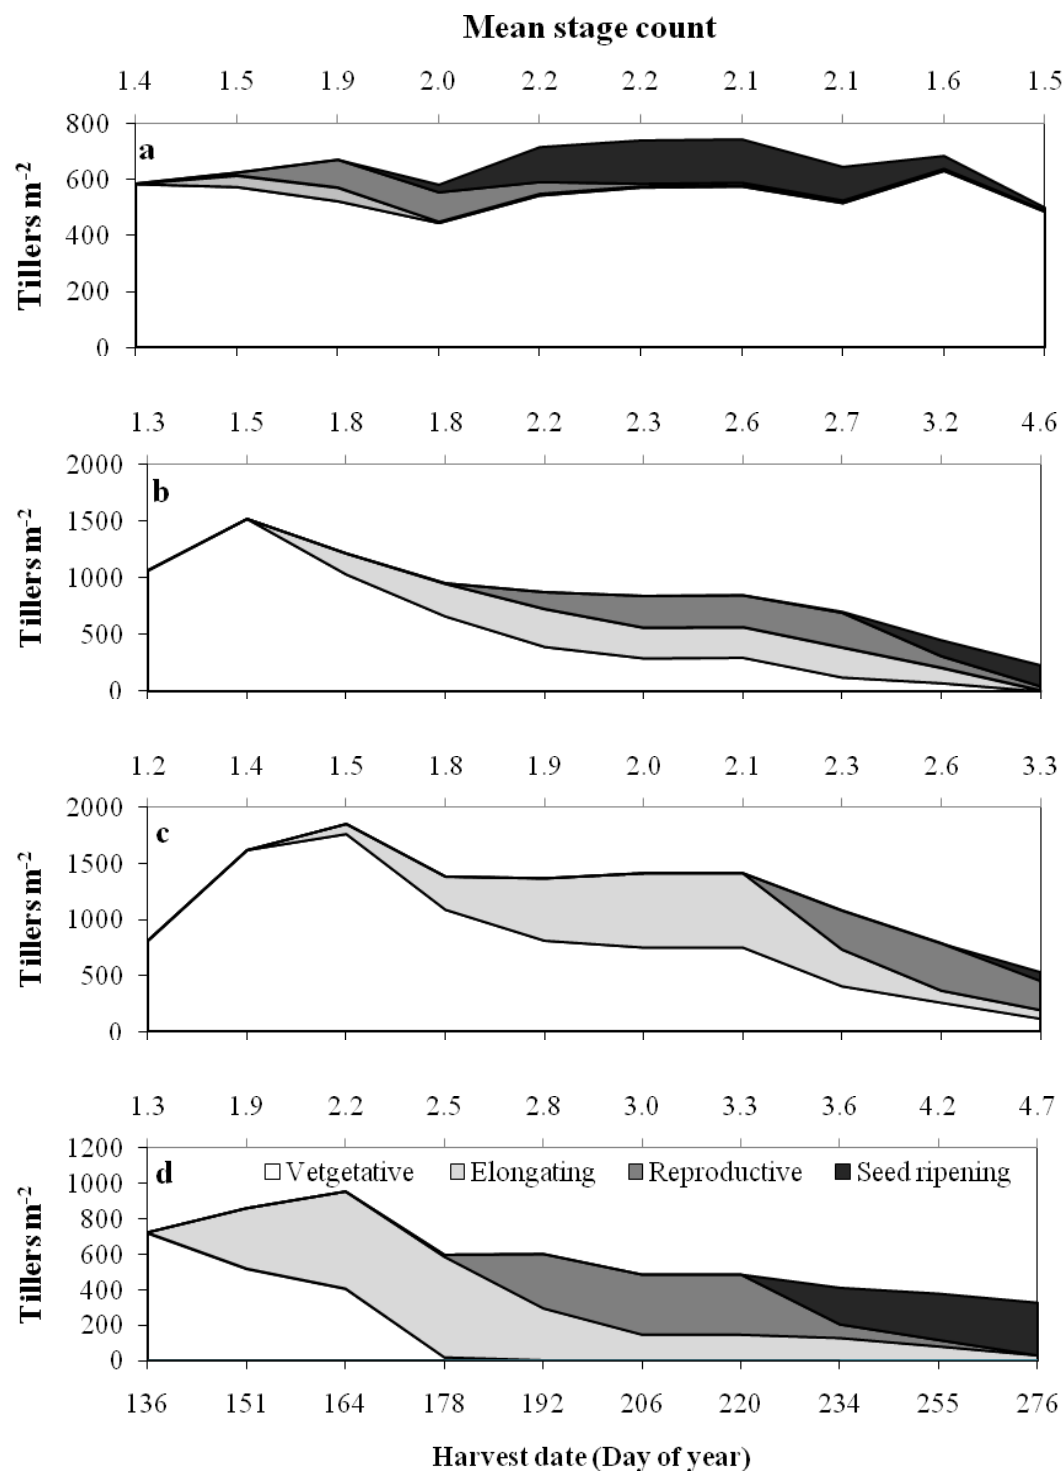 Mean stage count
1.4 1.5 1.9 2.0 2.2 2.2 2.1 2.1 1.6 1.5
800
a
600
400
200
0
Tillers m-2
1.3 1.5 1.8 1.8 2.2 2.3 2.6 2.7 3.2 4.6
2000
b
1500
1000
500
0
Tillers m-2
1.2 1.4 1.5 1.8 1.9 2.0 2.1 2.3 2.6 3.3
2000
c
1500
1000
500
0
Tillers m-2
1.3 1.9 2.2 2.5 2.8 3.0 3.3 3.6 4.2 4.7
1200
d Vetgetative Elongating Reproductive Seed ripening
1000
800
600
400
200
0
Tillers m-2
136 151 164 178 192 206 220 234 255 276
Harvest date (Day of year)